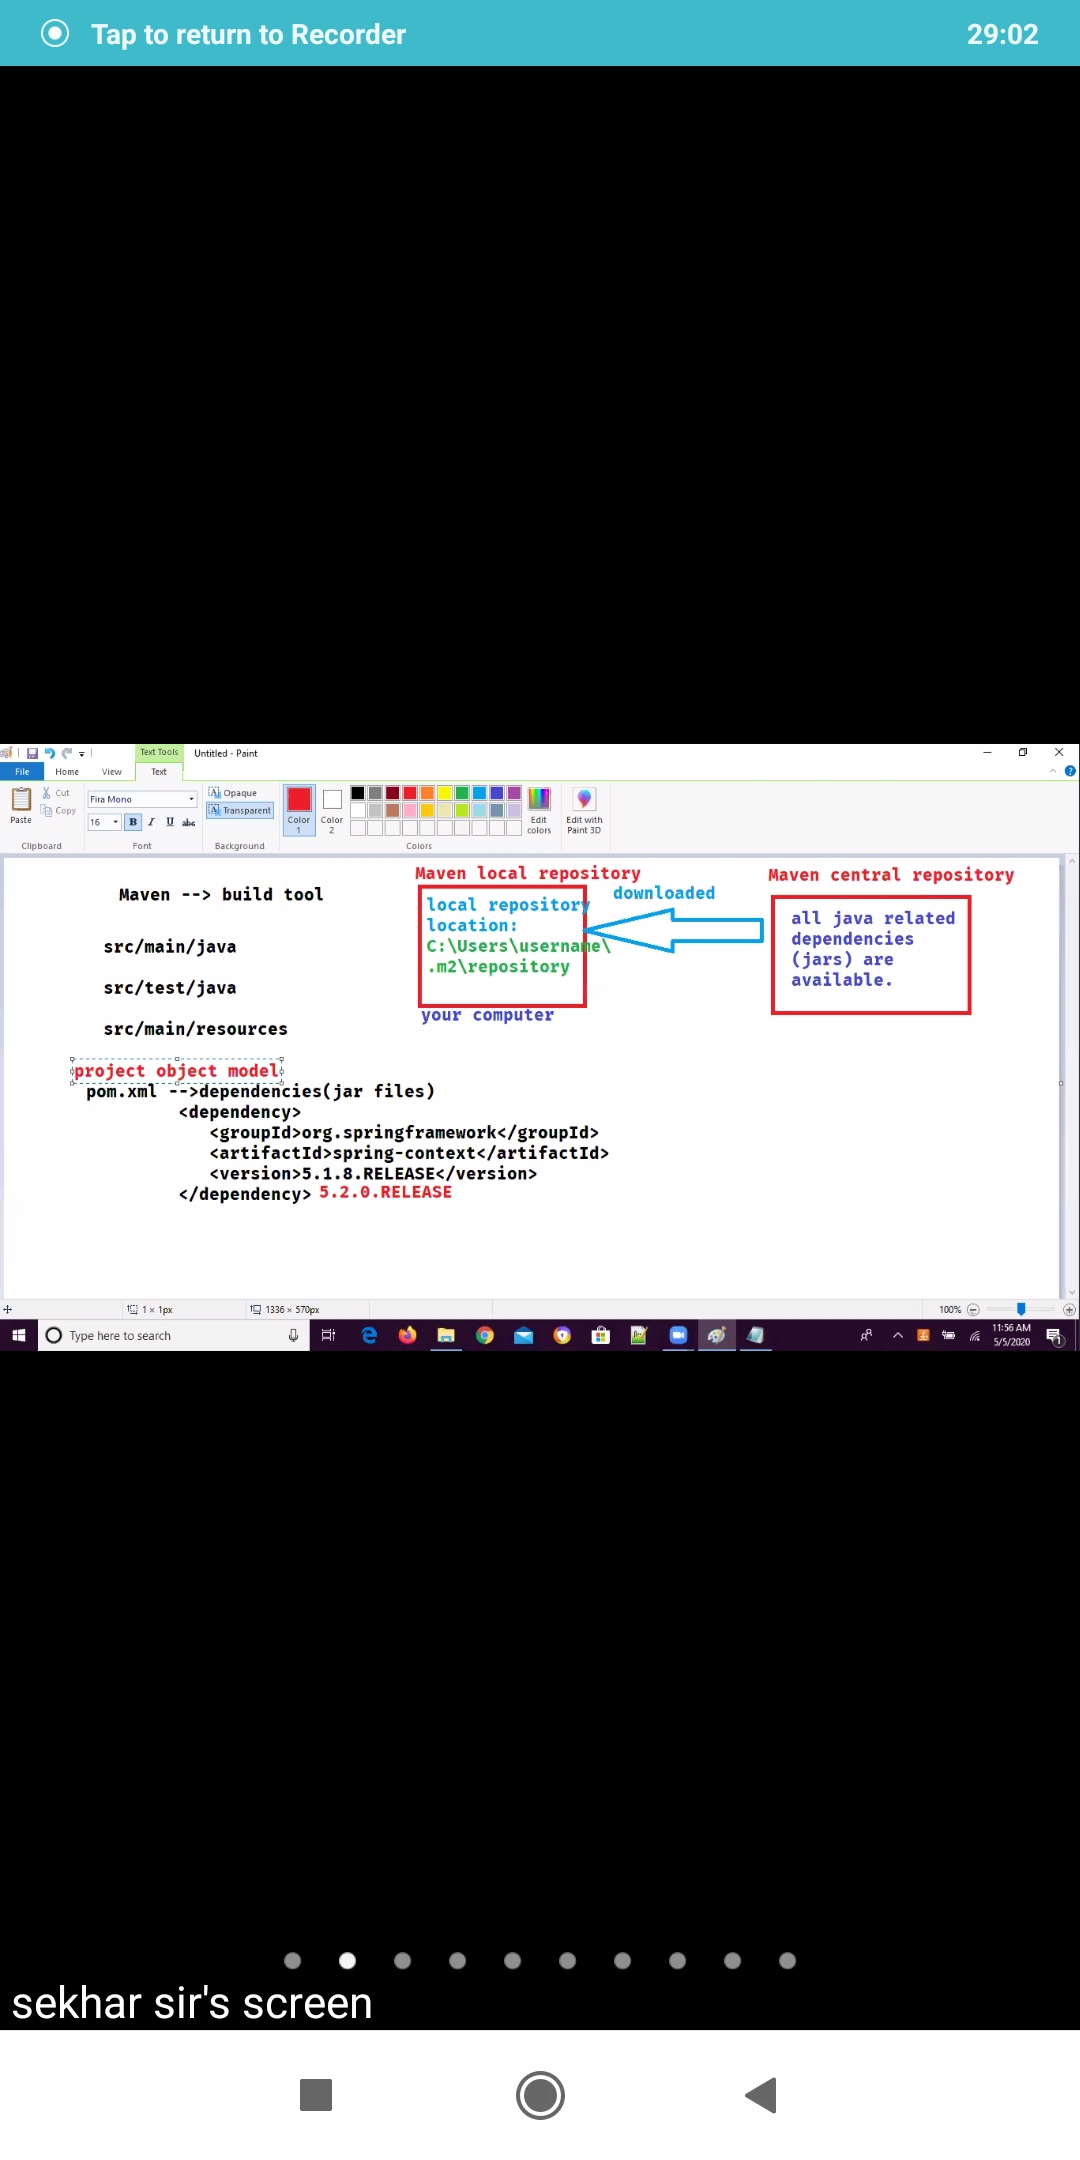 Tap to return to Recorder 29:02
Text Tools Untitled - Paint
File Home View Text
Paste Cut Copy
Clipboard
Fira Mono
16 B I U abc
Font
Opaque
Transparent
Background
Color 1
Color 2
Edit colors
Colors
Edit with Paint 3D
Maven --> build tool
src/main/java
src/test/java
src/main/resources
Maven local repository
local repository
location:
C:\Users\username\
.m2\repository
your computer
downloaded
Maven central repository
all java related
dependencies
(jars) are
available.
project object model
pom.xml -->dependencies(jar files)
<dependency>
<groupId>org.springframework</groupId>
<artifactId>spring-context</artifactId>
<version>5.1.8.RELEASE</version>
</dependency> 5.2.0.RELEASE
1 × 1px 1336 × 570px 100%
Type here to search
11:56 AM
5/5/2020
1
sekhar sir's screen